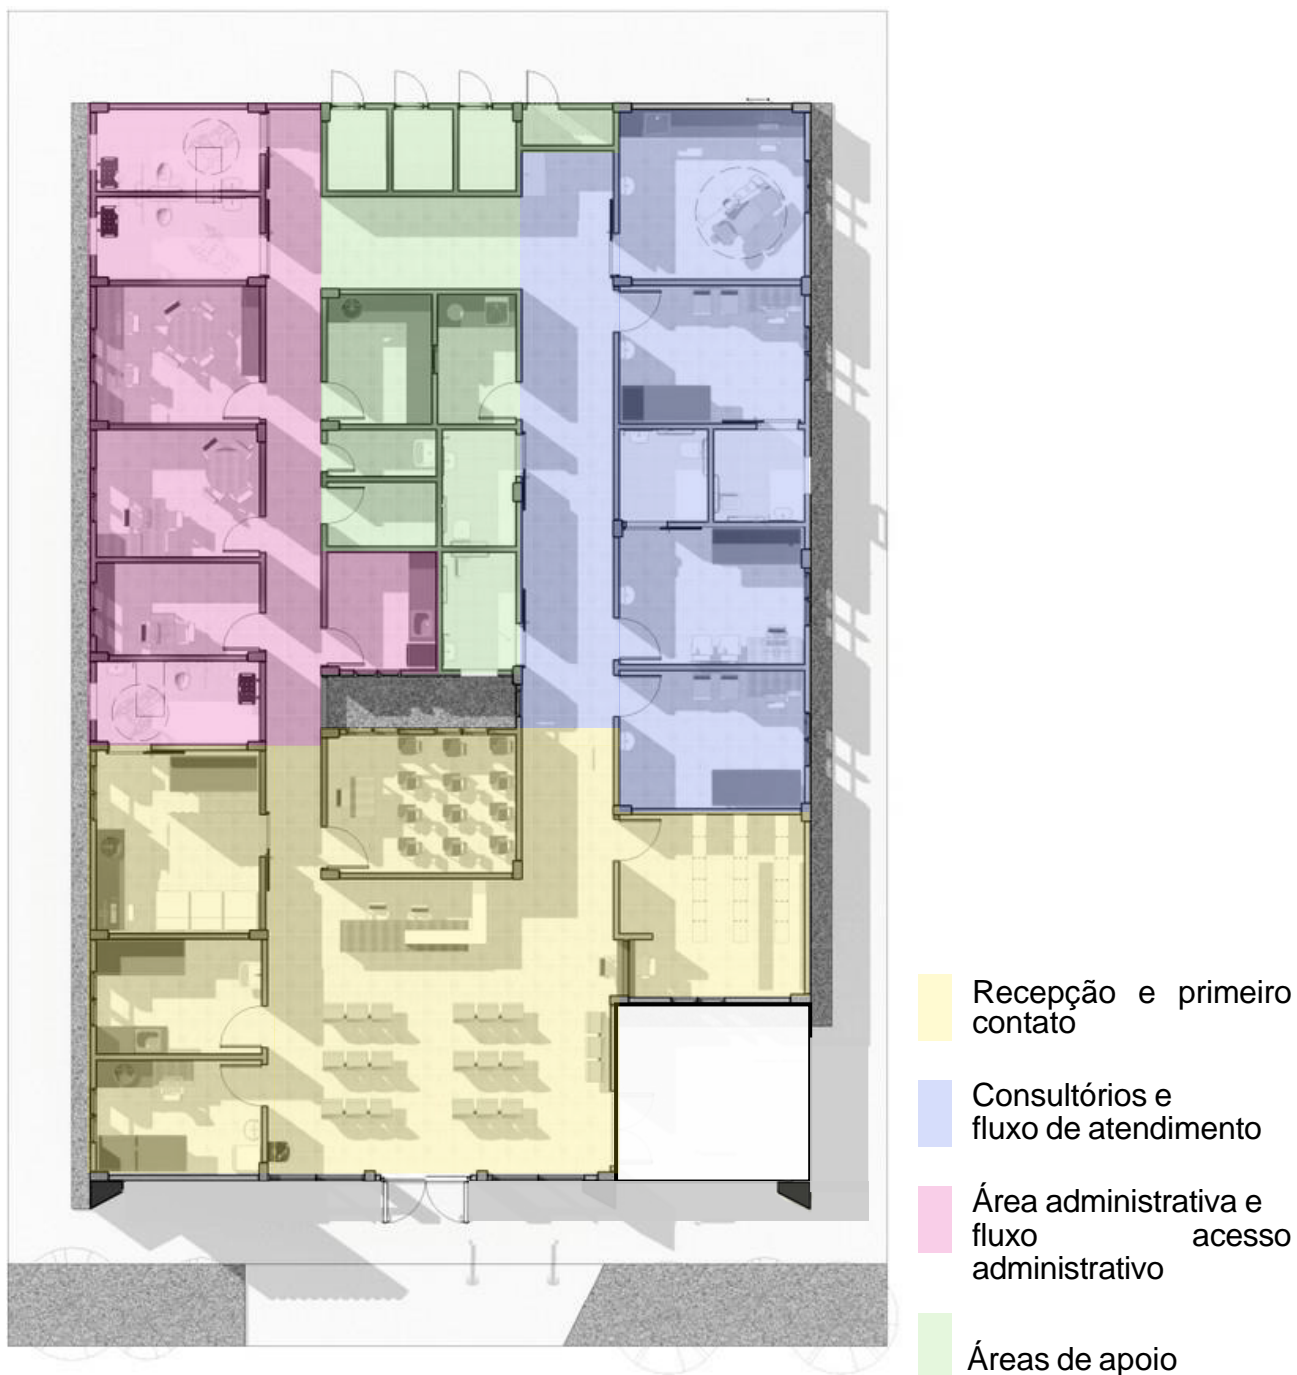 Recepção e primeiro
contato
Consultórios e
fluxo de atendimento
Área administrativa e
fluxo acesso
administrativo
Áreas de apoio